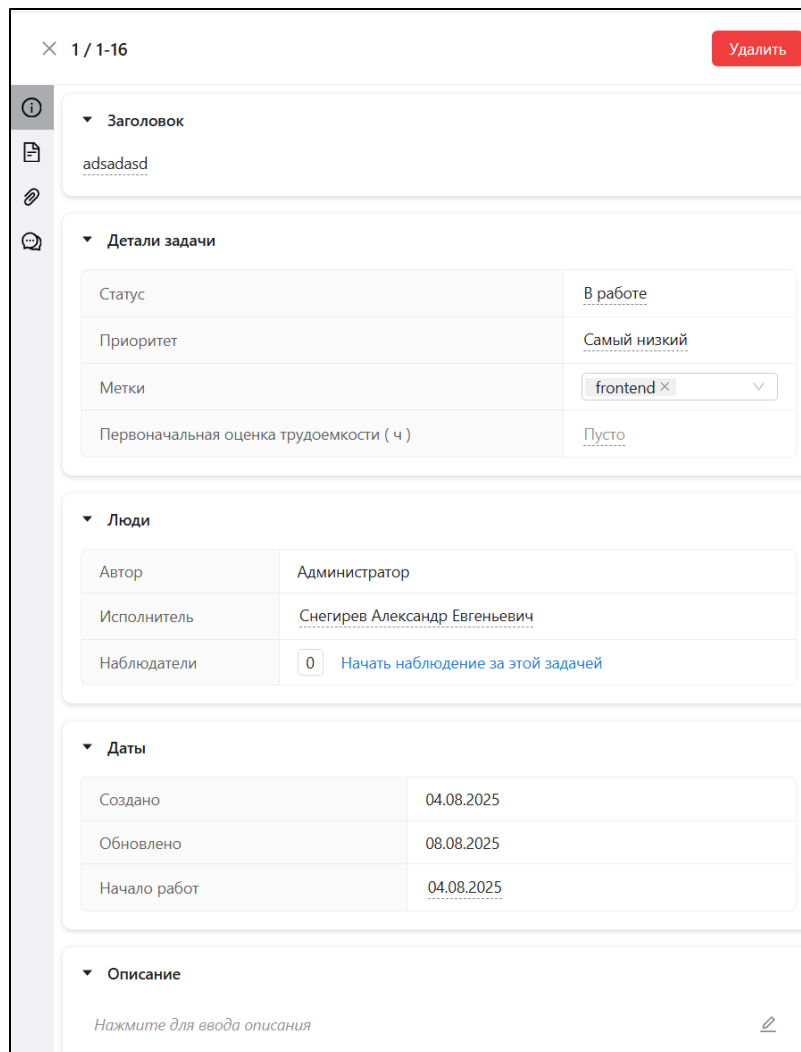 1 / 1-16
Удалить
Заголовок
adsadasd
Детали задачи
Статус В работе
Приоритет Самый низкий
Метки frontend
Первоначальная оценка трудоемкости ( ч ) Пусто
Люди
Автор Администратор
Исполнитель Снегирев Александр Евгеньевич
Наблюдатели 0 Начать наблюдение за этой задачей
Даты
Создано 04.08.2025
Обновлено 08.08.2025
Начало работ 04.08.2025
Описание
Нажмите для ввода описания